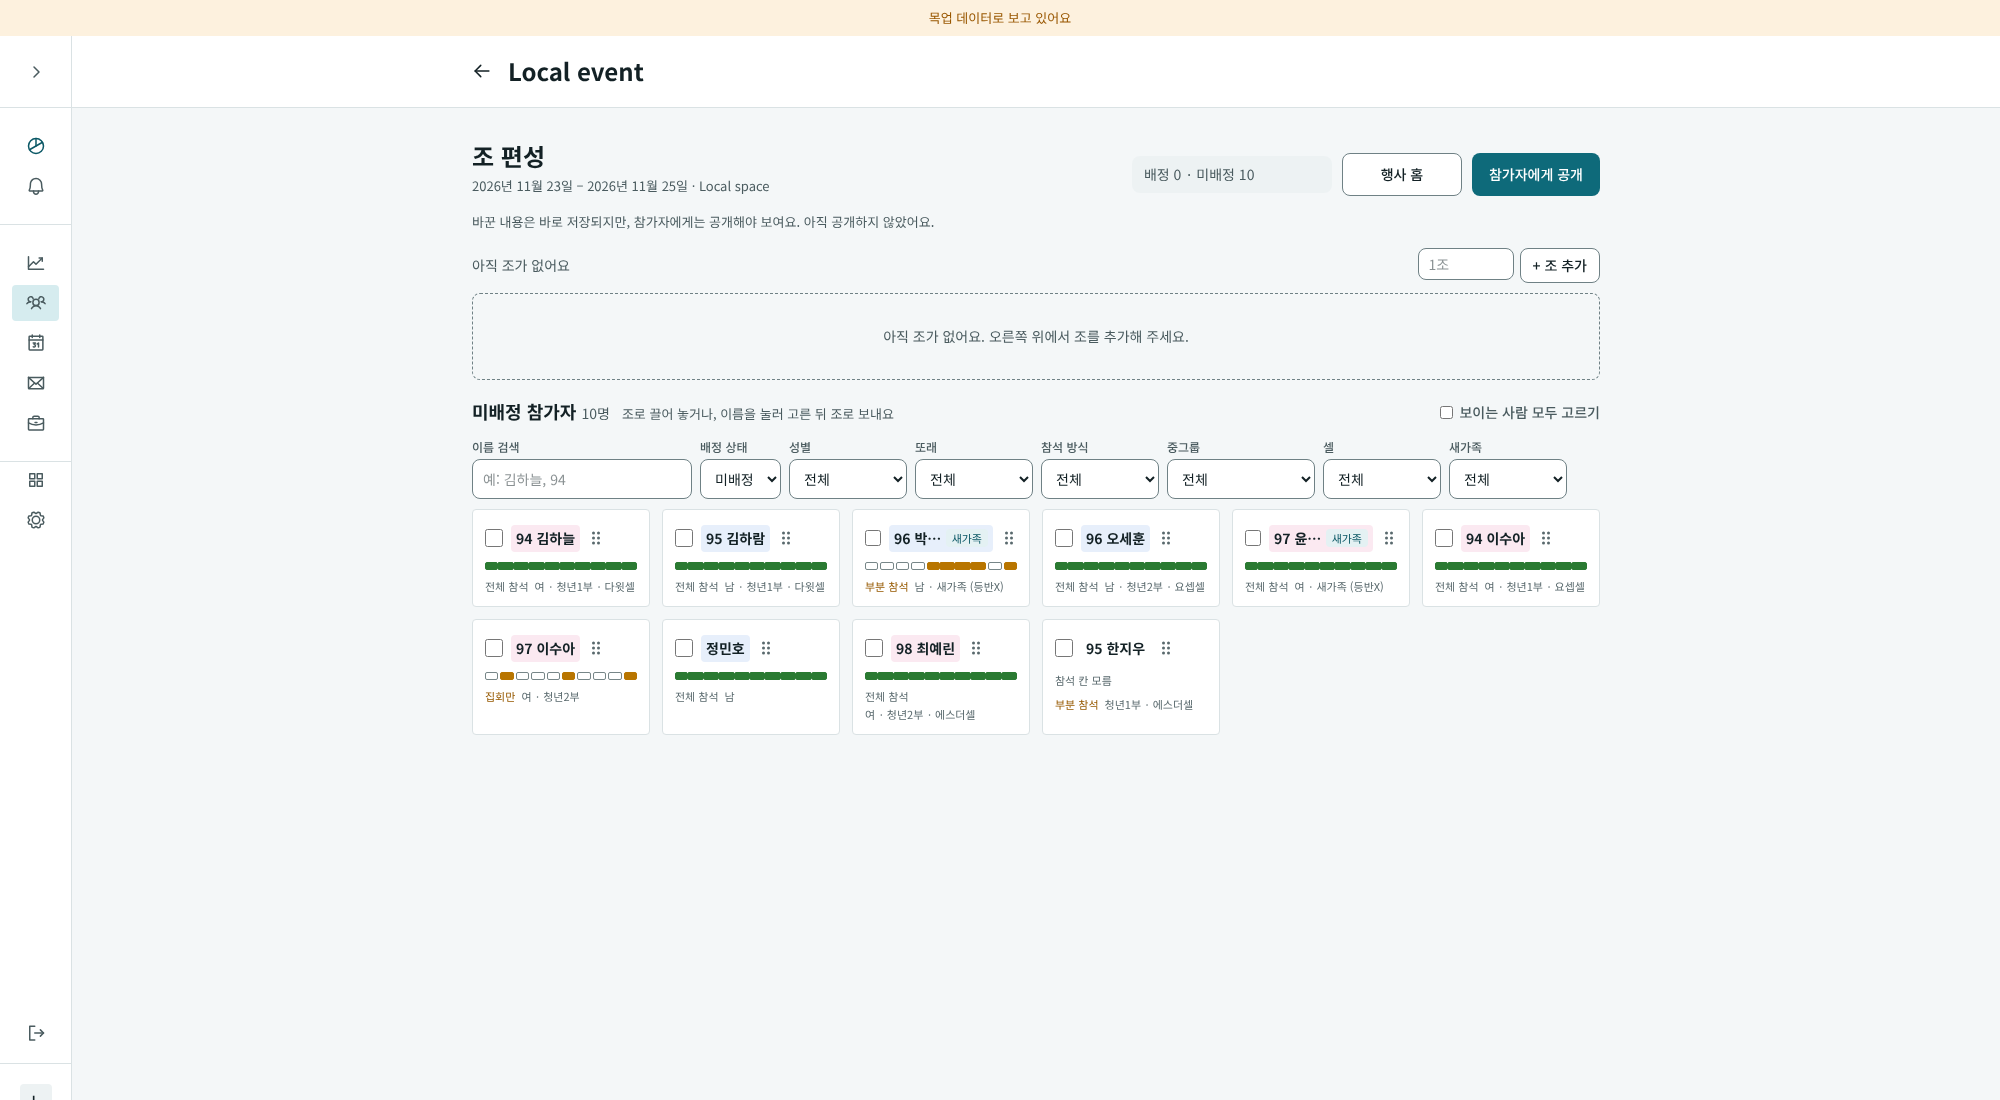 목업 데이터로 보고 있어요
Local event
조 편성
2026년 11월 23일 – 2026년 11월 25일 · Local space
배정 0 · 미배정 10
행사 홈
참가자에게 공개
바꾼 내용은 바로 저장되지만, 참가자에게는 공개해야 보여요. 아직 공개하지 않았어요.
아직 조가 없어요
1조
+ 조 추가
아직 조가 없어요. 오른쪽 위에서 조를 추가해 주세요.
미배정 참가자 10명 조로 끌어 놓거나, 이름을 눌러 고른 뒤 조로 보내요
보이는 사람 모두 고르기
이름 검색 배정 상태 성별 또래 참석 방식 중그룹 셀 새가족
예: 김하늘, 94 미배정 전체 전체 전체 전체 전체 전체
94 김하늘
전체 참석 여 · 청년1부 · 다윗셀
95 김하람
전체 참석 남 · 청년1부 · 다윗셀
96 박… 새가족
부분 참석 남 · 새가족 (등반X)
96 오세훈
전체 참석 남 · 청년2부 · 요셉셀
97 윤… 새가족
전체 참석 여 · 새가족 (등반X)
94 이수아
전체 참석 여 · 청년1부 · 요셉셀
97 이수아
집회만 여 · 청년2부
정민호
전체 참석 남
98 최예린
전체 참석
여 · 청년2부 · 에스더셀
95 한지우
참석 칸 모름
부분 참석 청년1부 · 에스더셀